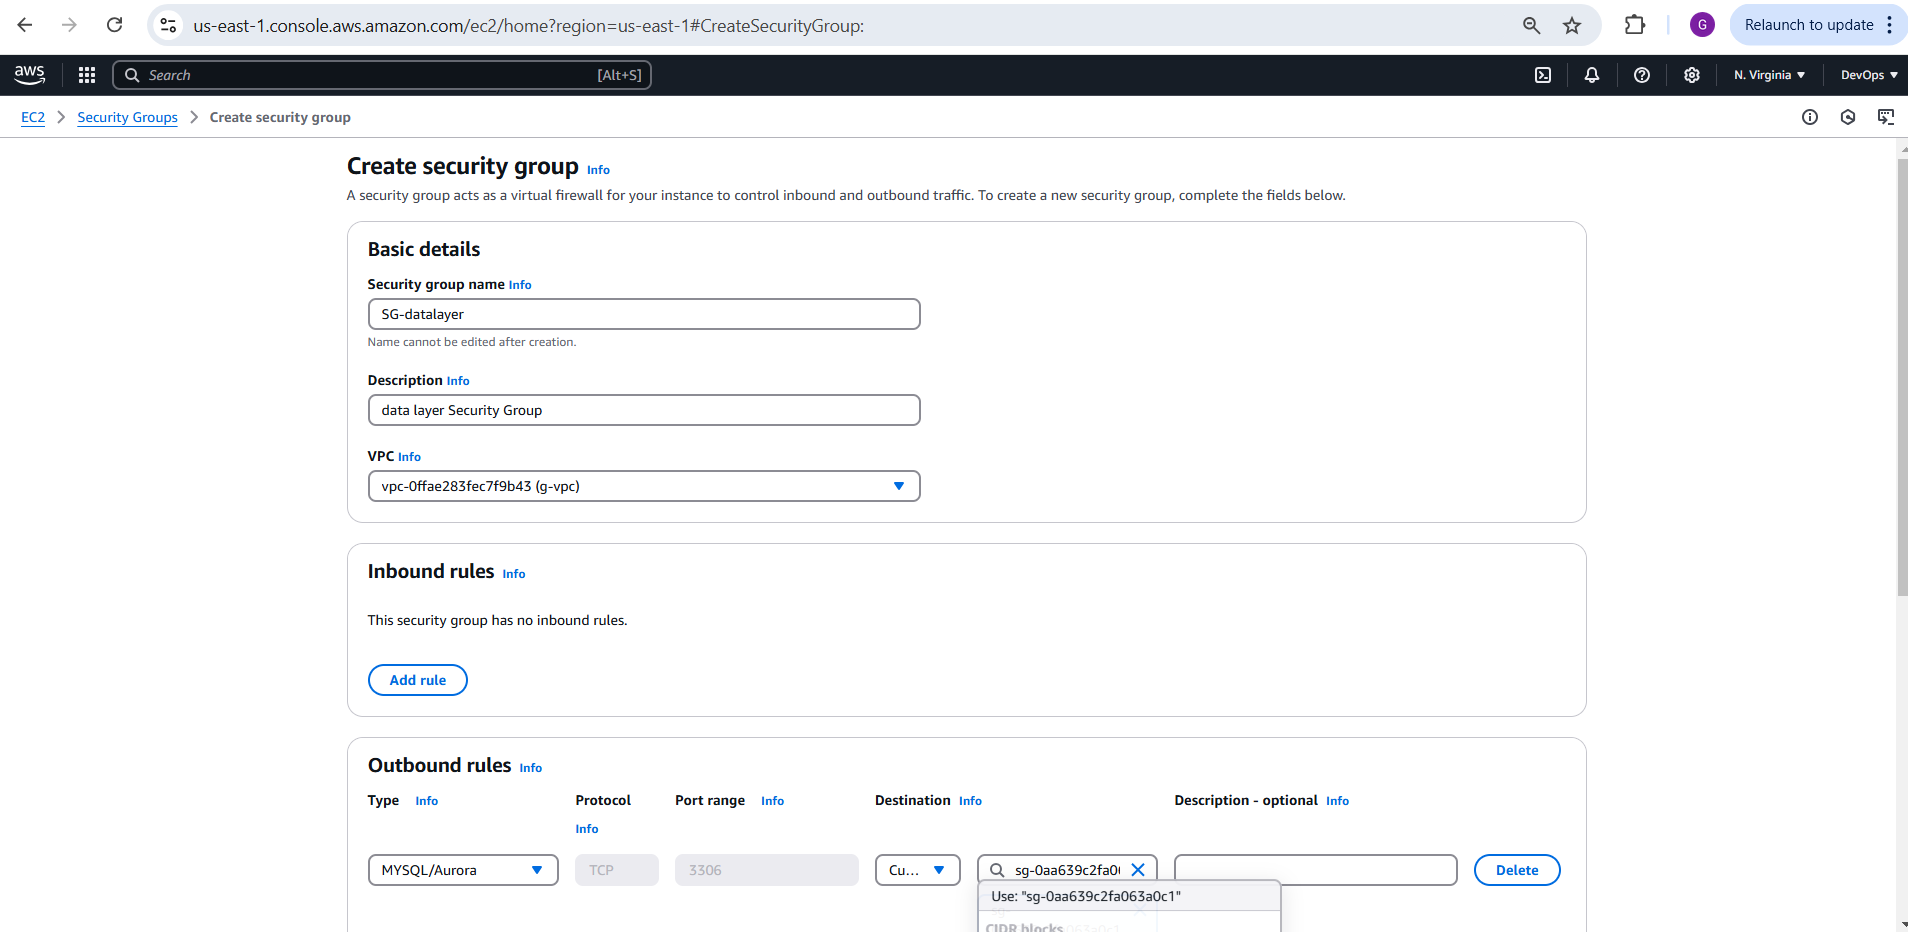 us-east-1.console.aws.amazon.com/ec2/home?region=us-east-1#CreateSecurityGroup:
G
Relaunch to update
aws
Search
[Alt+S]
N. Virginia
DevOps
EC2
Security Groups
Create security group
Create security group Info
A security group acts as a virtual firewall for your instance to control inbound and outbound traffic. To create a new security group, complete the fields below.
Basic details
Security group name Info
SG-datalayer
Name cannot be edited after creation.
Description Info
data layer Security Group
VPC Info
vpc-0ffae283fec7f9b43 (g-vpc)
Inbound rules Info
This security group has no inbound rules.
Add rule
Outbound rules Info
Type Info Protocol Port range Info Destination Info Description - optional Info
Info
MYSQL/Aurora TCP 3306 Cu... sg-0aa639c2fa0 Delete
Use: "sg-0aa639c2fa063a0c1"
CIDR blocks